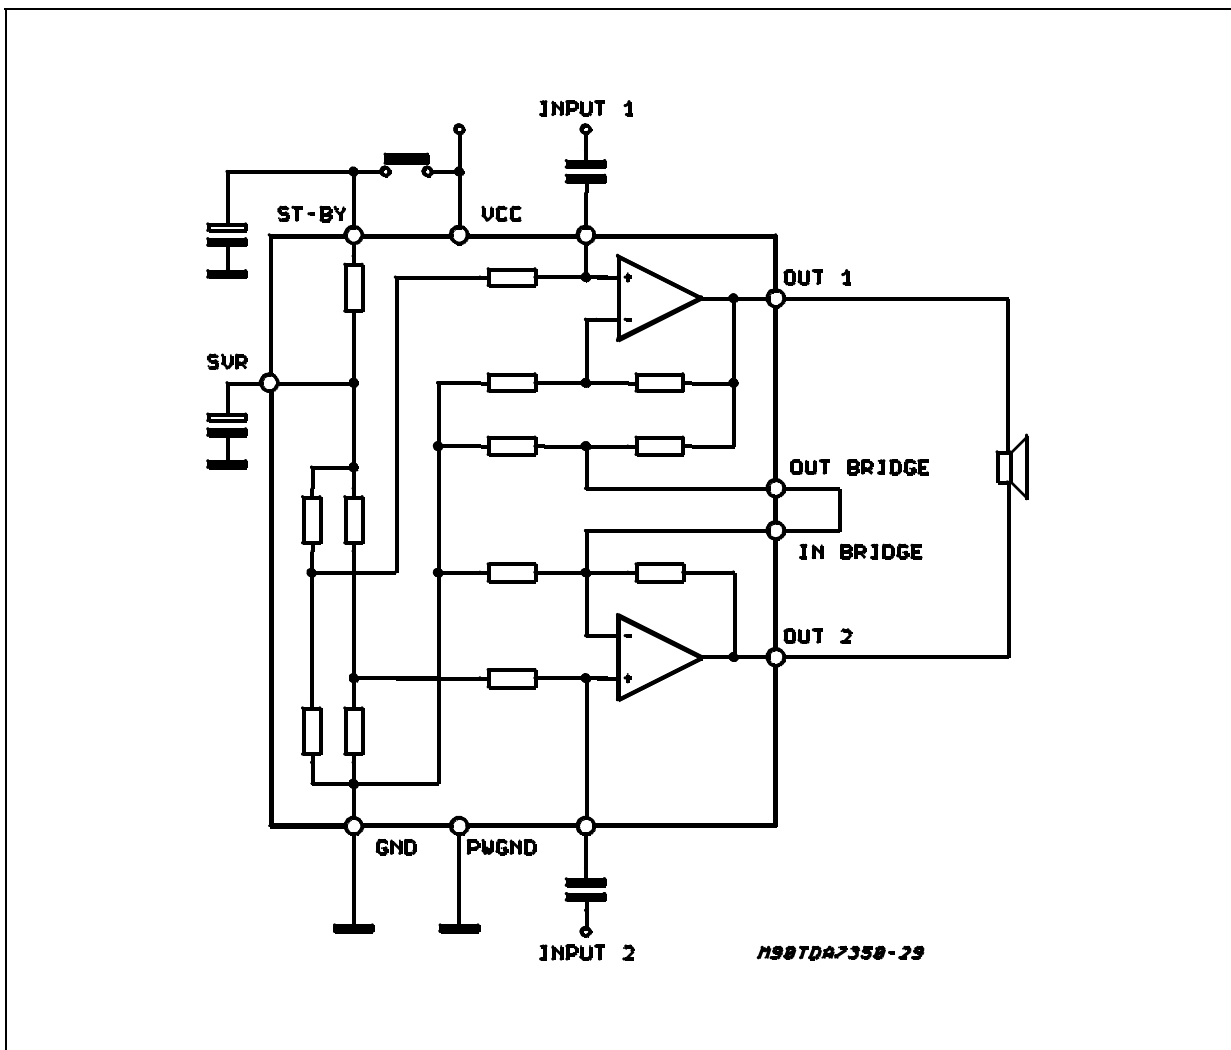 INPUT 1
ST-BY
VCC
+
-
OUT 1
SVR
OUT BRIDGE
IN BRIDGE
-
+
OUT 2
GND
PWGND
INPUT 2
M90TDA7350-29